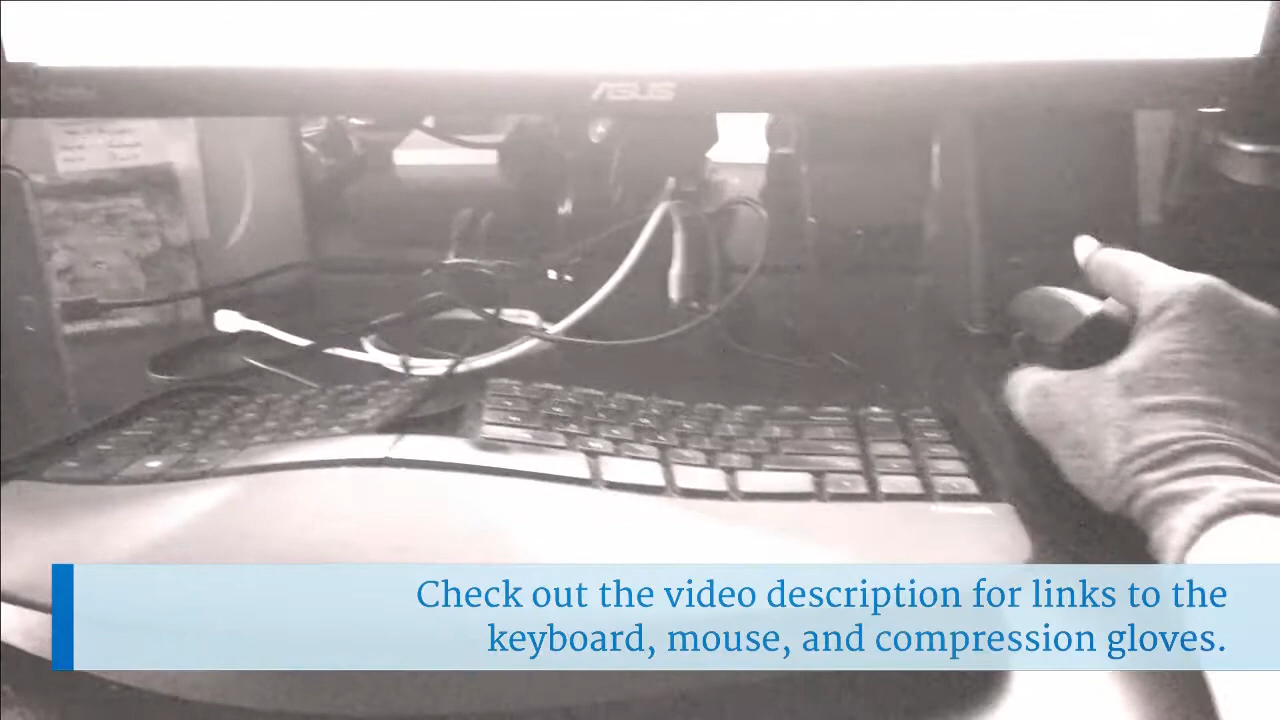 ASUS
Check out the video description for links to the
keyboard, mouse, and compression gloves.